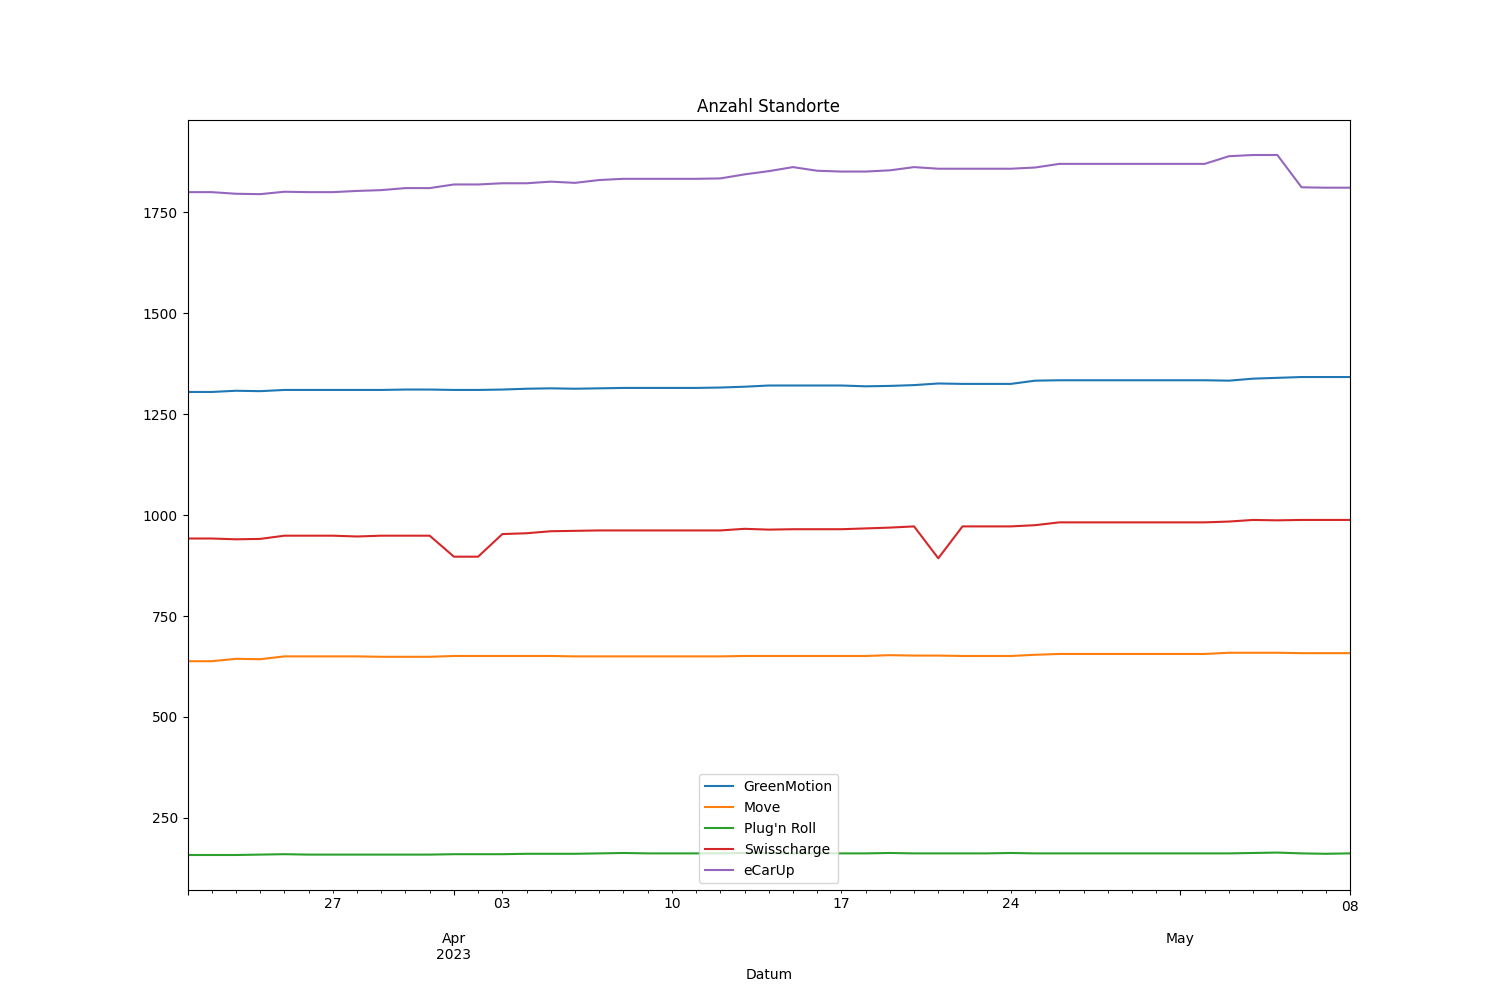 Anzahl Standorte
1750
1500
1250
1000
750
500
250
GreenMotion
Move
Plug'n Roll
Swisscharge
eCarUp
27 03 10 17 24 08
Apr May
2023
Datum